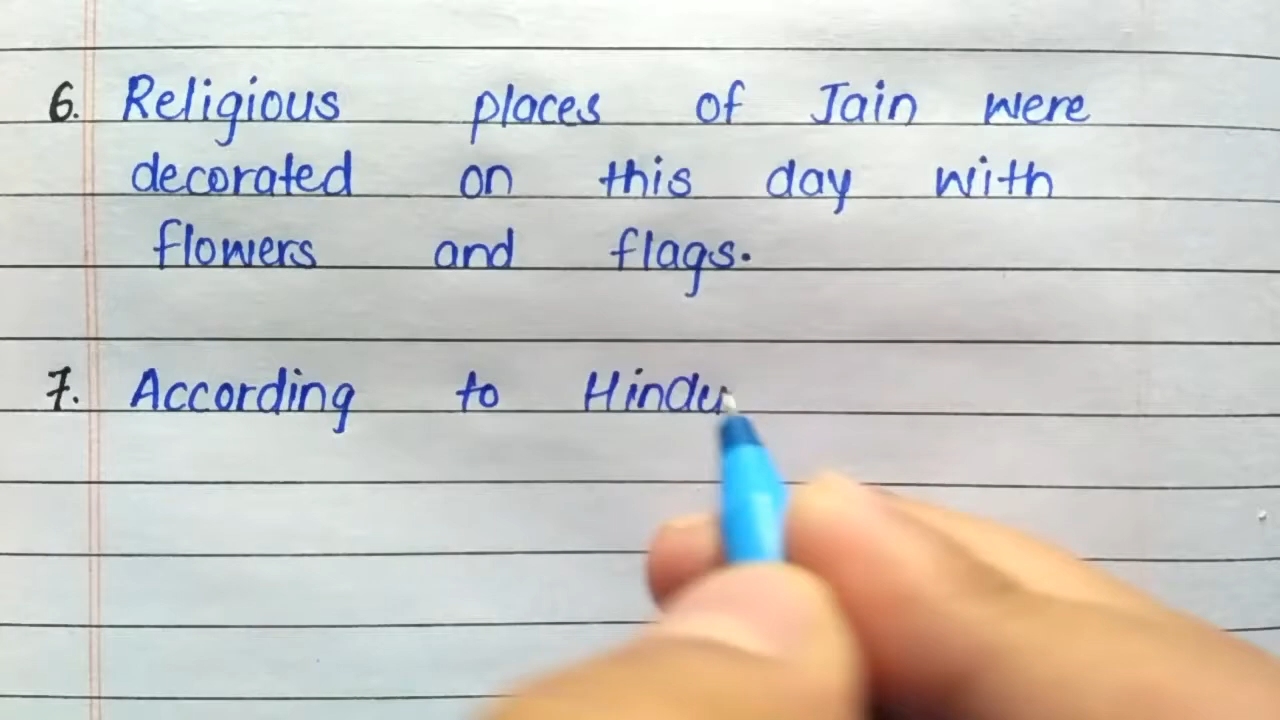 6. Religious places of Jain were
decorated on this day with
flowers and flags.
7. According to Hindu